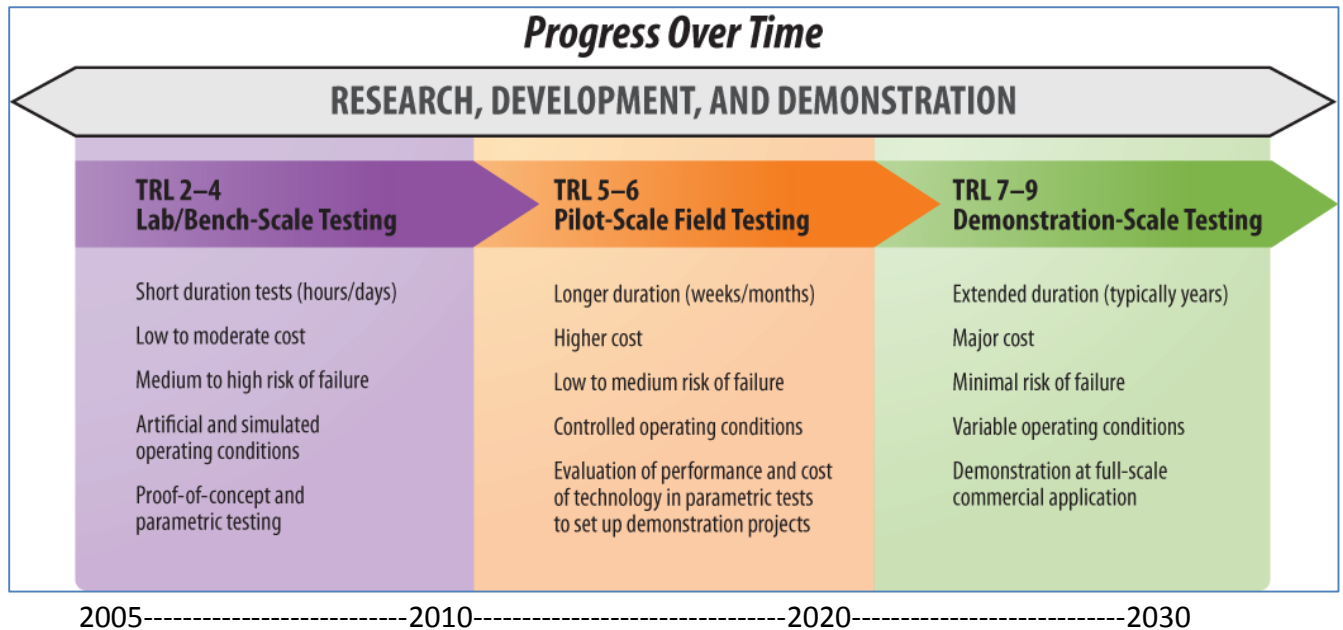 Progress Over Time
RESEARCH, DEVELOPMENT, AND DEMONSTRATION
TRL 2–4
Lab/Bench-Scale Testing
Short duration tests (hours/days)
Low to moderate cost
Medium to high risk of failure
Artificial and simulated
operating conditions
Proof-of-concept and
parametric testing
TRL 5–6
Pilot-Scale Field Testing
Longer duration (weeks/months)
Higher cost
Low to medium risk of failure
Controlled operating conditions
Evaluation of performance and cost
of technology in parametric tests
to set up demonstration projects
TRL 7–9
Demonstration-Scale Testing
Extended duration (typically years)
Major cost
Minimal risk of failure
Variable operating conditions
Demonstration at full-scale
commercial application
2005---------------------------2010--------------------------------2020----------------------------2030